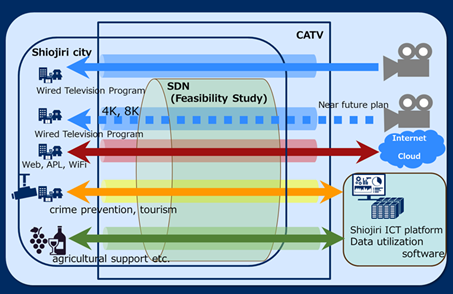 CATV
Shiojiri city
Wired Television Program
SDN
(Feasibility Study)
4K, 8K
Near future plan
Wired Television Program
Internet
Cloud
Web, APL, WiFi
crime prevention, tourism
Shiojiri ICT platform
Data utilization
software
agricultural support etc.